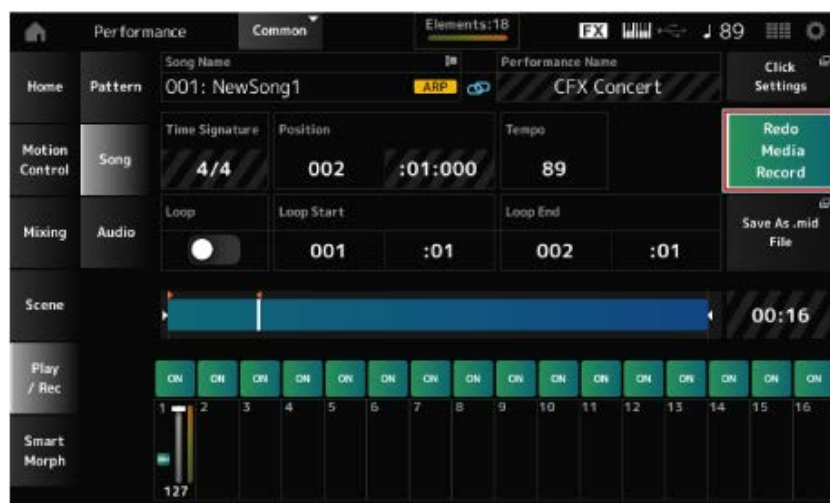 Performance
Common
Elements:18
FX
89
Home
Pattern
Song Name
001: NewSong1
ARP
Performance Name
CFX Concert
Click
Settings
Motion
Control
Song
Time Signature
4/4
Position
002 :01:000
Tempo
89
Redo
Media
Record
Mixing
Audio
Loop
Loop Start
001 :01
Loop End
002 :01
Save As .mid
File
Scene
00:16
Play
/ Rec
ON ON ON ON ON ON ON ON ON ON ON ON ON ON ON ON
1 2 3 4 5 6 7 8 9 10 11 12 13 14 15 16
Smart
Morph
127